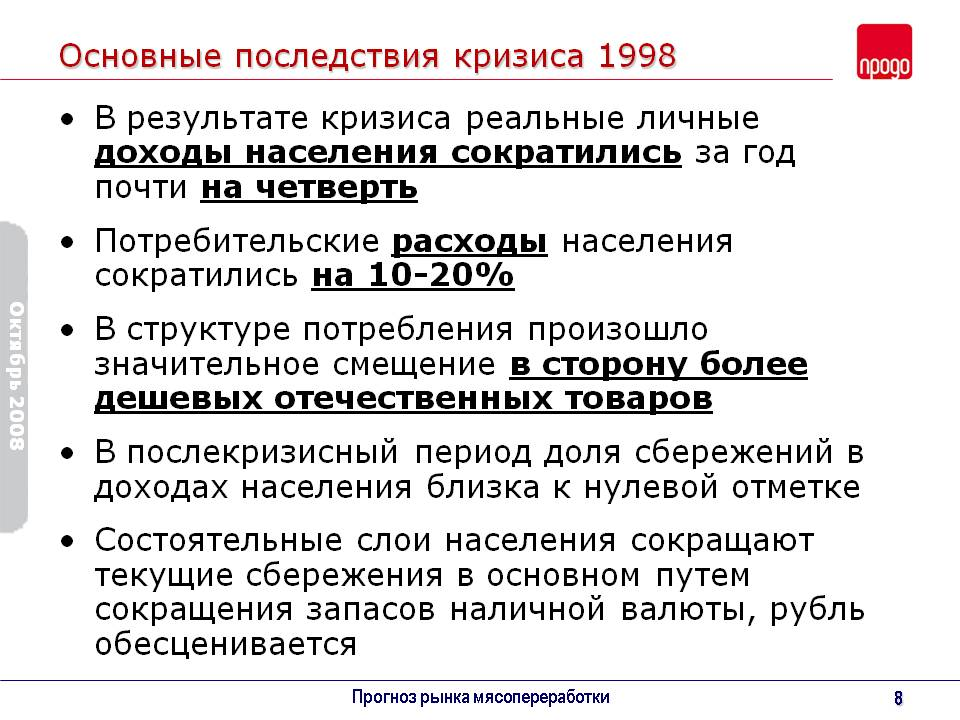 Основные последствия кризиса 1998
продо
• В результате кризиса реальные личные
доходы населения сократились за год
почти на четверть
• Потребительские расходы населения
сократились на 10-20%
• В структуре потребления произошло
значительное смещение в сторону более
дешевых отечественных товаров
• В послекризисный период доля сбережений в
доходах населения близка к нулевой отметке
• Состоятельные слои населения сокращают
текущие сбережения в основном путем
сокращения запасов наличной валюты, рубль
обесценивается
Октябрь 2008
Прогноз рынка мясопереработки
8